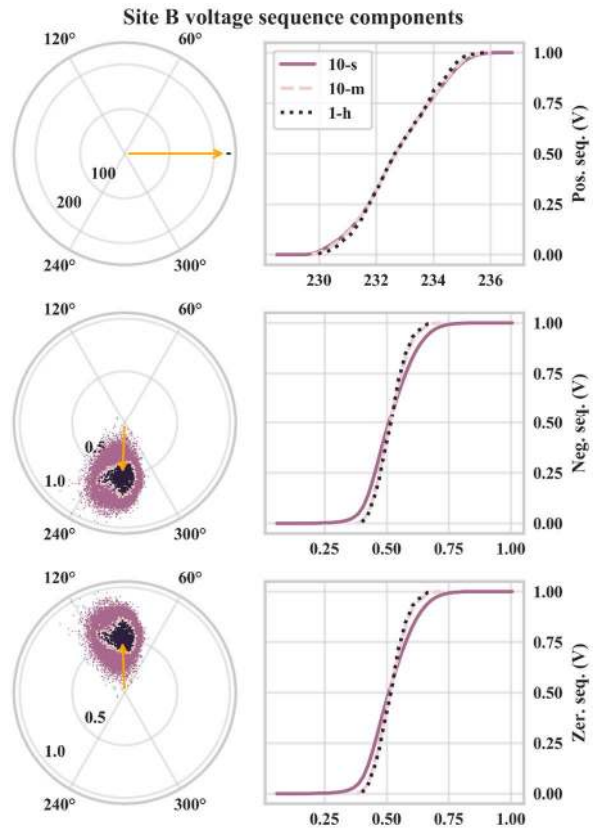 Site B voltage sequence components
120° 60°
100
200
240° 300°
10-s
10-m
1-h
1.00
0.75
0.50
0.25
0.00
Pos. seq. (V)
230 232 234 236
120° 60°
0.5
1.0
240° 300°
1.00
0.75
0.50
0.25
0.00
Neg. seq. (V)
0.25 0.50 0.75 1.00
120° 60°
0.5
1.0
240° 300°
1.00
0.75
0.50
0.25
0.00
Zer. seq. (V)
0.25 0.50 0.75 1.00